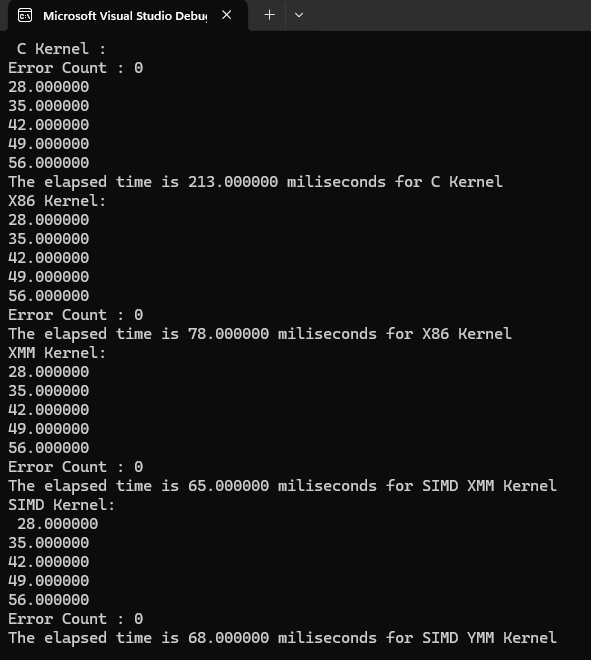 Microsoft Visual Studio Debu
C Kernel :
Error Count : 0
28.000000
35.000000
42.000000
49.000000
56.000000
The elapsed time is 213.000000 miliseconds for C Kernel
X86 Kernel:
28.000000
35.000000
42.000000
49.000000
56.000000
Error Count : 0
The elapsed time is 78.000000 miliseconds for X86 Kernel
XMM Kernel:
28.000000
35.000000
42.000000
49.000000
56.000000
Error Count : 0
The elapsed time is 65.000000 miliseconds for SIMD XMM Kernel
SIMD Kernel:
28.000000
35.000000
42.000000
49.000000
56.000000
Error Count : 0
The elapsed time is 68.000000 miliseconds for SIMD YMM Kernel